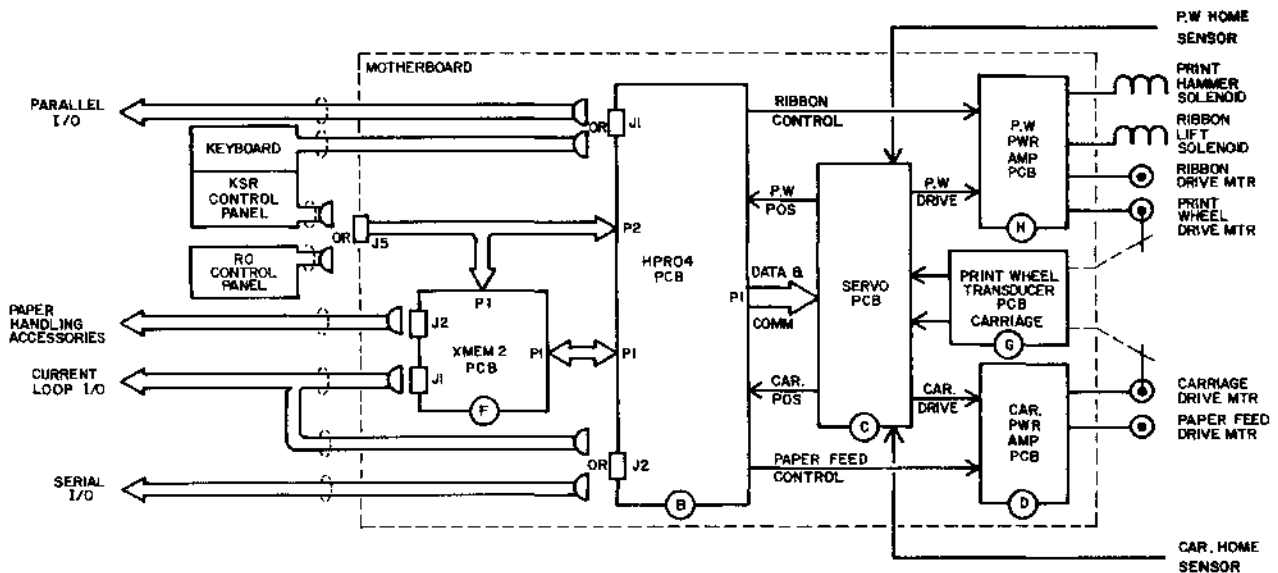 P.W HOME
SENSOR
MOTHERBOARD
PARALLEL
I/O
OR
J1
KEYBOARD
KSR
CONTROL
PANEL
OR
J5
RO
CONTROL
PANEL
P2
HPRO4
PCB
RIBBON
CONTROL
P.W
PWR
AMP
PCB
H
PRINT
HAMMER
SOLENOID
RIBBON
LIFT
SOLENOID
RIBBON
DRIVE MTR
PRINT
WHEEL
DRIVE MTR
P.W
POS
P.W
DRIVE
SERVO
PCB
C
DATA &
COMM
P1
PRINT WHEEL
TRANSDUCER
PCB
CARRIAGE
G
PAPER
HANDLING
ACCESSORIES
J2
P1
XMEM 2
PCB
P1
P1
J1
F
CURRENT
LOOP I/O
CAR.
POS
CAR.
DRIVE
CAR.
PWR
AMP
PCB
D
CARRIAGE
DRIVE MTR
PAPER FEED
DRIVE MTR
OR
J2
SERIAL
I/O
B
PAPER FEED
CONTROL
CAR. HOME
SENSOR